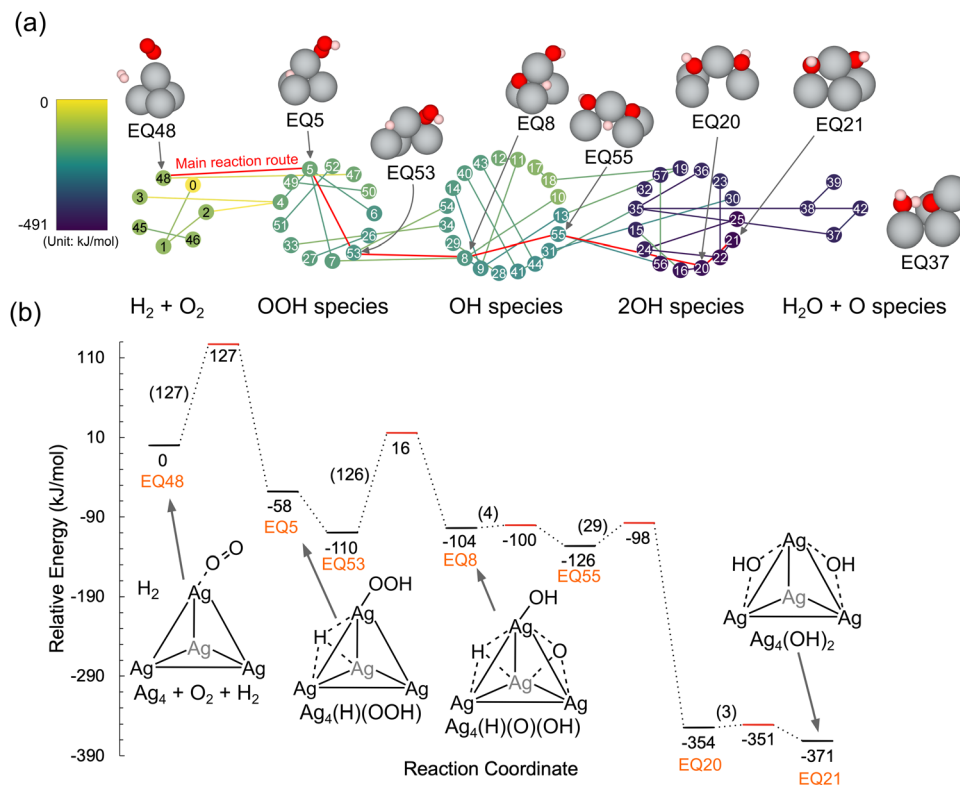 (a)
EQ48
EQ5
EQ53
EQ8
EQ55
EQ20
EQ21
EQ37
0
-491
(Unit: kJ/mol)
Main reaction route
48
0
3
2
45
46
1
5
52
47
49
50
4
6
51
33
26
27
7
53
43
12
11
40
17
14
18
54
10
34
13
29
55
8
31
9
28
41
44
57
19
36
32
23
35
30
15
25
24
21
56
16
20
22
39
38
42
37
H2 + O2
OOH species
OH species
2OH species
H2O + O species
(b)
Relative Energy (kJ/mol)
110
10
-90
-190
-290
-390
Reaction Coordinate
(127)
127
0
EQ48
-58
EQ5
-110
EQ53
(126)
16
-104
EQ8
(4)
-100
-126
EQ55
(29)
-98
-354
EQ20
(3)
-351
-371
EQ21
O=O
H2
Ag
Ag
Ag
Ag
Ag4 + O2 + H2
OOH
Ag
H
Ag
Ag
Ag
Ag4(H)(OOH)
OH
Ag
H
O
Ag
Ag
Ag
Ag4(H)(O)(OH)
Ag
HO
OH
Ag
Ag
Ag
Ag4(OH)2